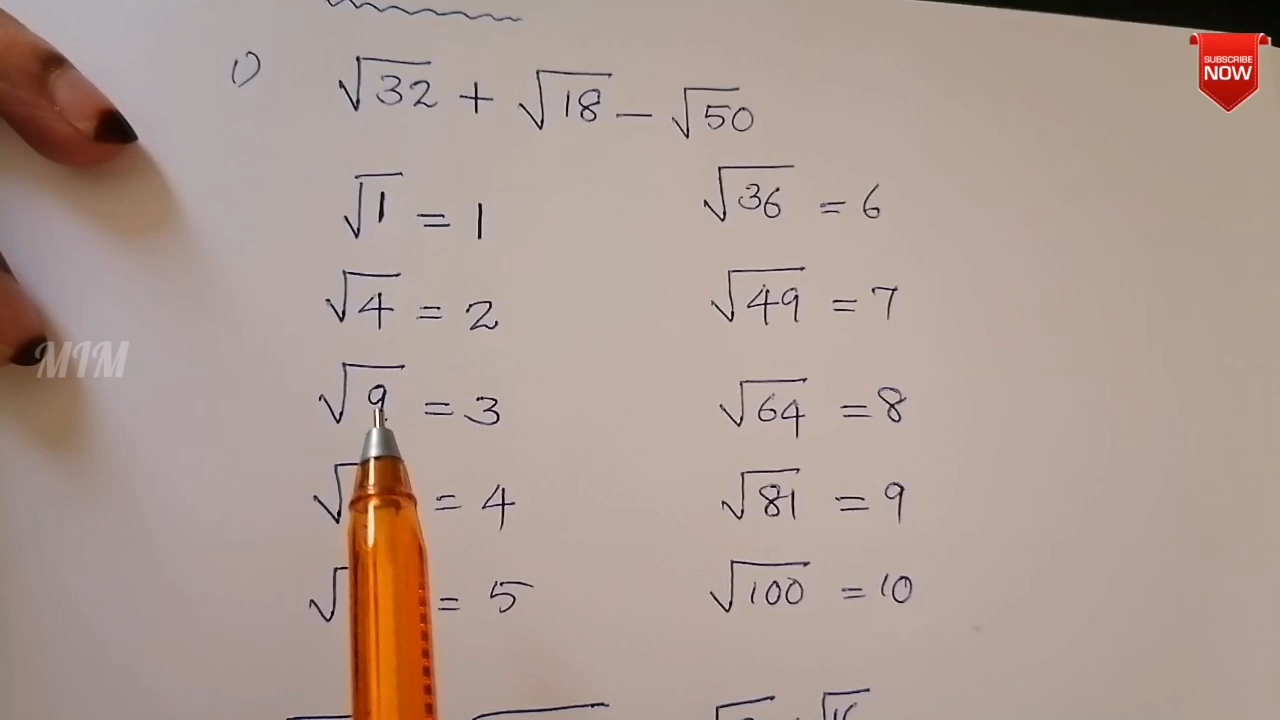 SUBSCRIBE
NOW
1) √32 + √18 – √50
√1 = 1
√4 = 2
√9 = 3
= 4
= 5
√36 = 6
√49 = 7
√64 = 8
√81 = 9
√100 = 10
MIM